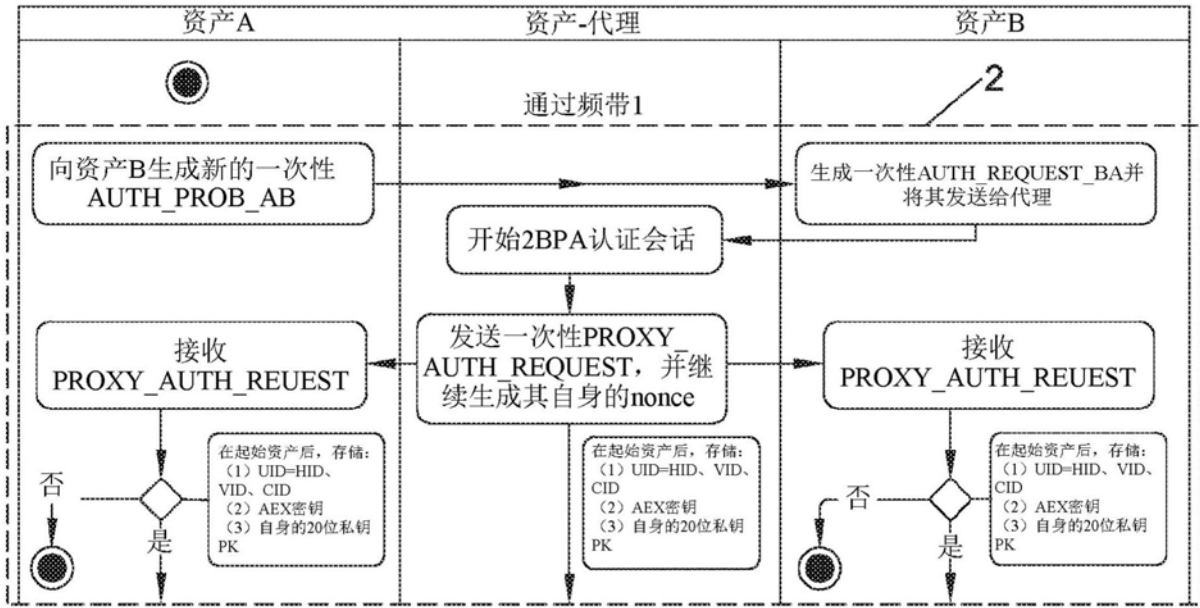 资产A
资产-代理
资产B
通过频带1
2
向资产B生成新的一次性
AUTH_PROB_AB
生成一次性AUTH_REQUEST_BA并
将其发送给代理
开始2BPA认证会话
接收
PROXY_AUTH_REUEST
发送一次性PROXY_
AUTH_REQUEST，并继
续生成其自身的nonce
接收
PROXY_AUTH_REUEST
在起始资产后，存储：
（1）UID=HID、
VID、CID
（2）AEX密钥
（3）自身的20位私钥
PK
否
是
在起始资产后，存储：
（1）UID=HID、VID、
CID
（2）AEX密钥
（3）自身的20位私钥
PK
在起始资产后，存储：
（1）UID=HID、VID、
CID
（2）AEX密钥
（3）自身的20位私钥
PK
否
是